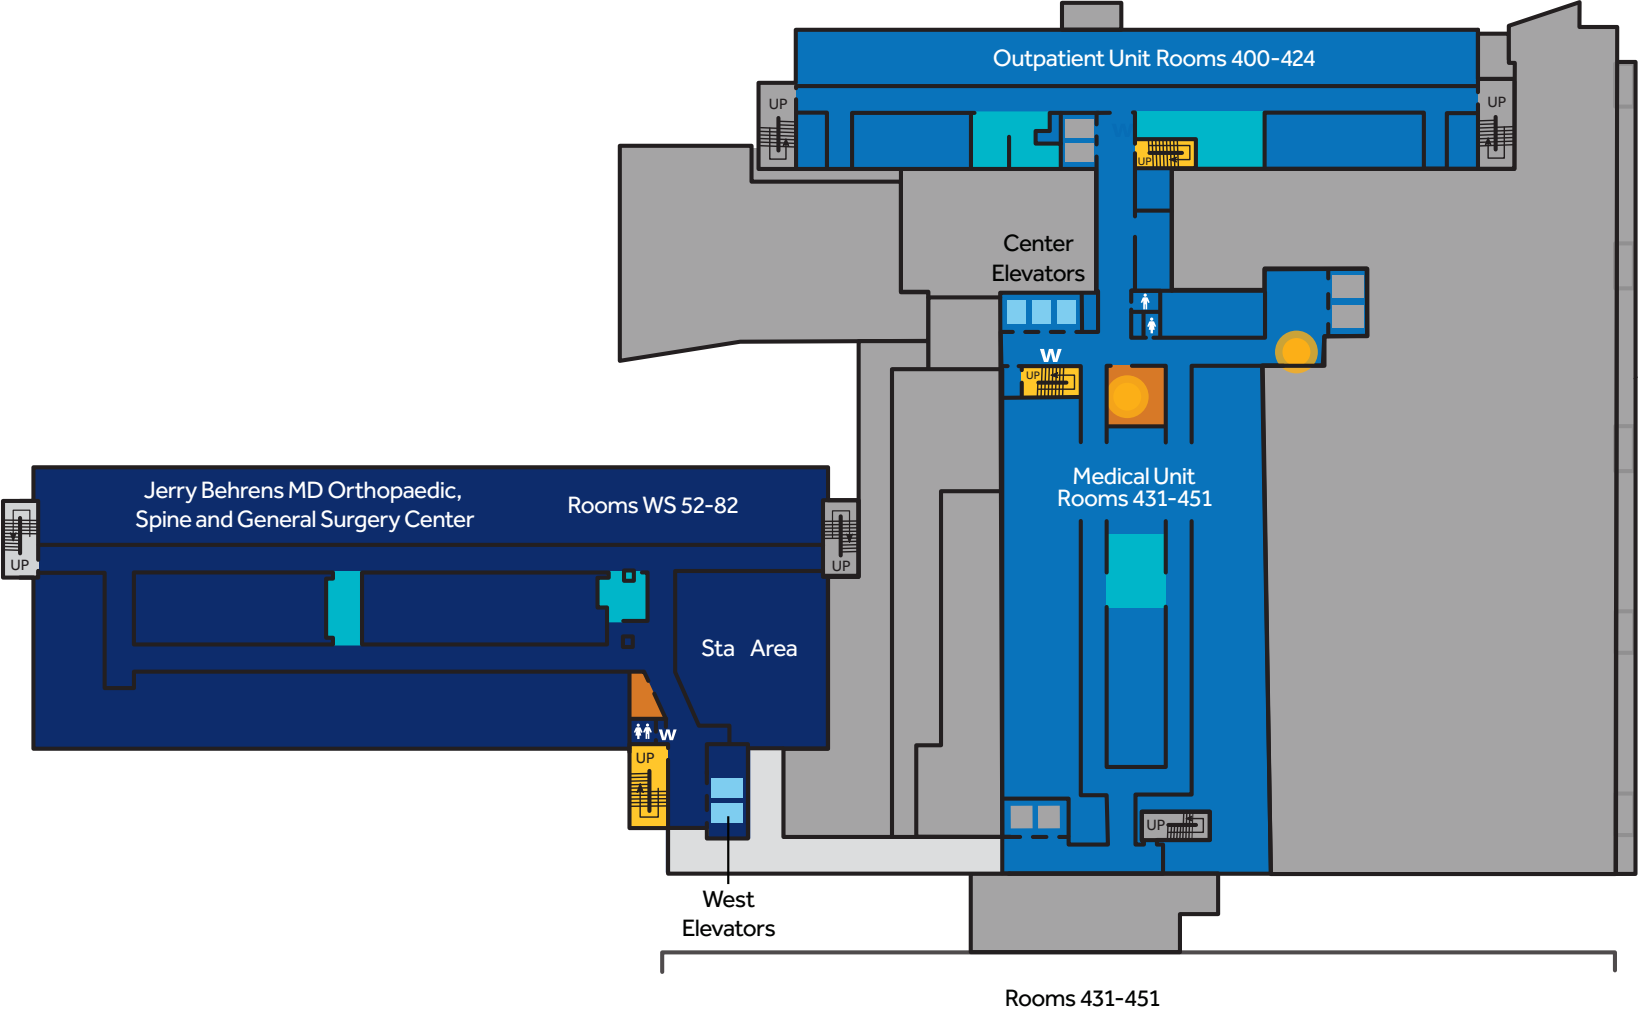 Outpatient Unit Rooms 400-424
UP
UP
W
UP
Center
Elevators
W
UP
Medical Unit
Rooms 431-451
Jerry Behrens MD Orthopaedic,
Spine and General Surgery Center
Rooms WS 52-82
UP
UP
Sta Area
W
UP
UP
West
Elevators
Rooms 431-451